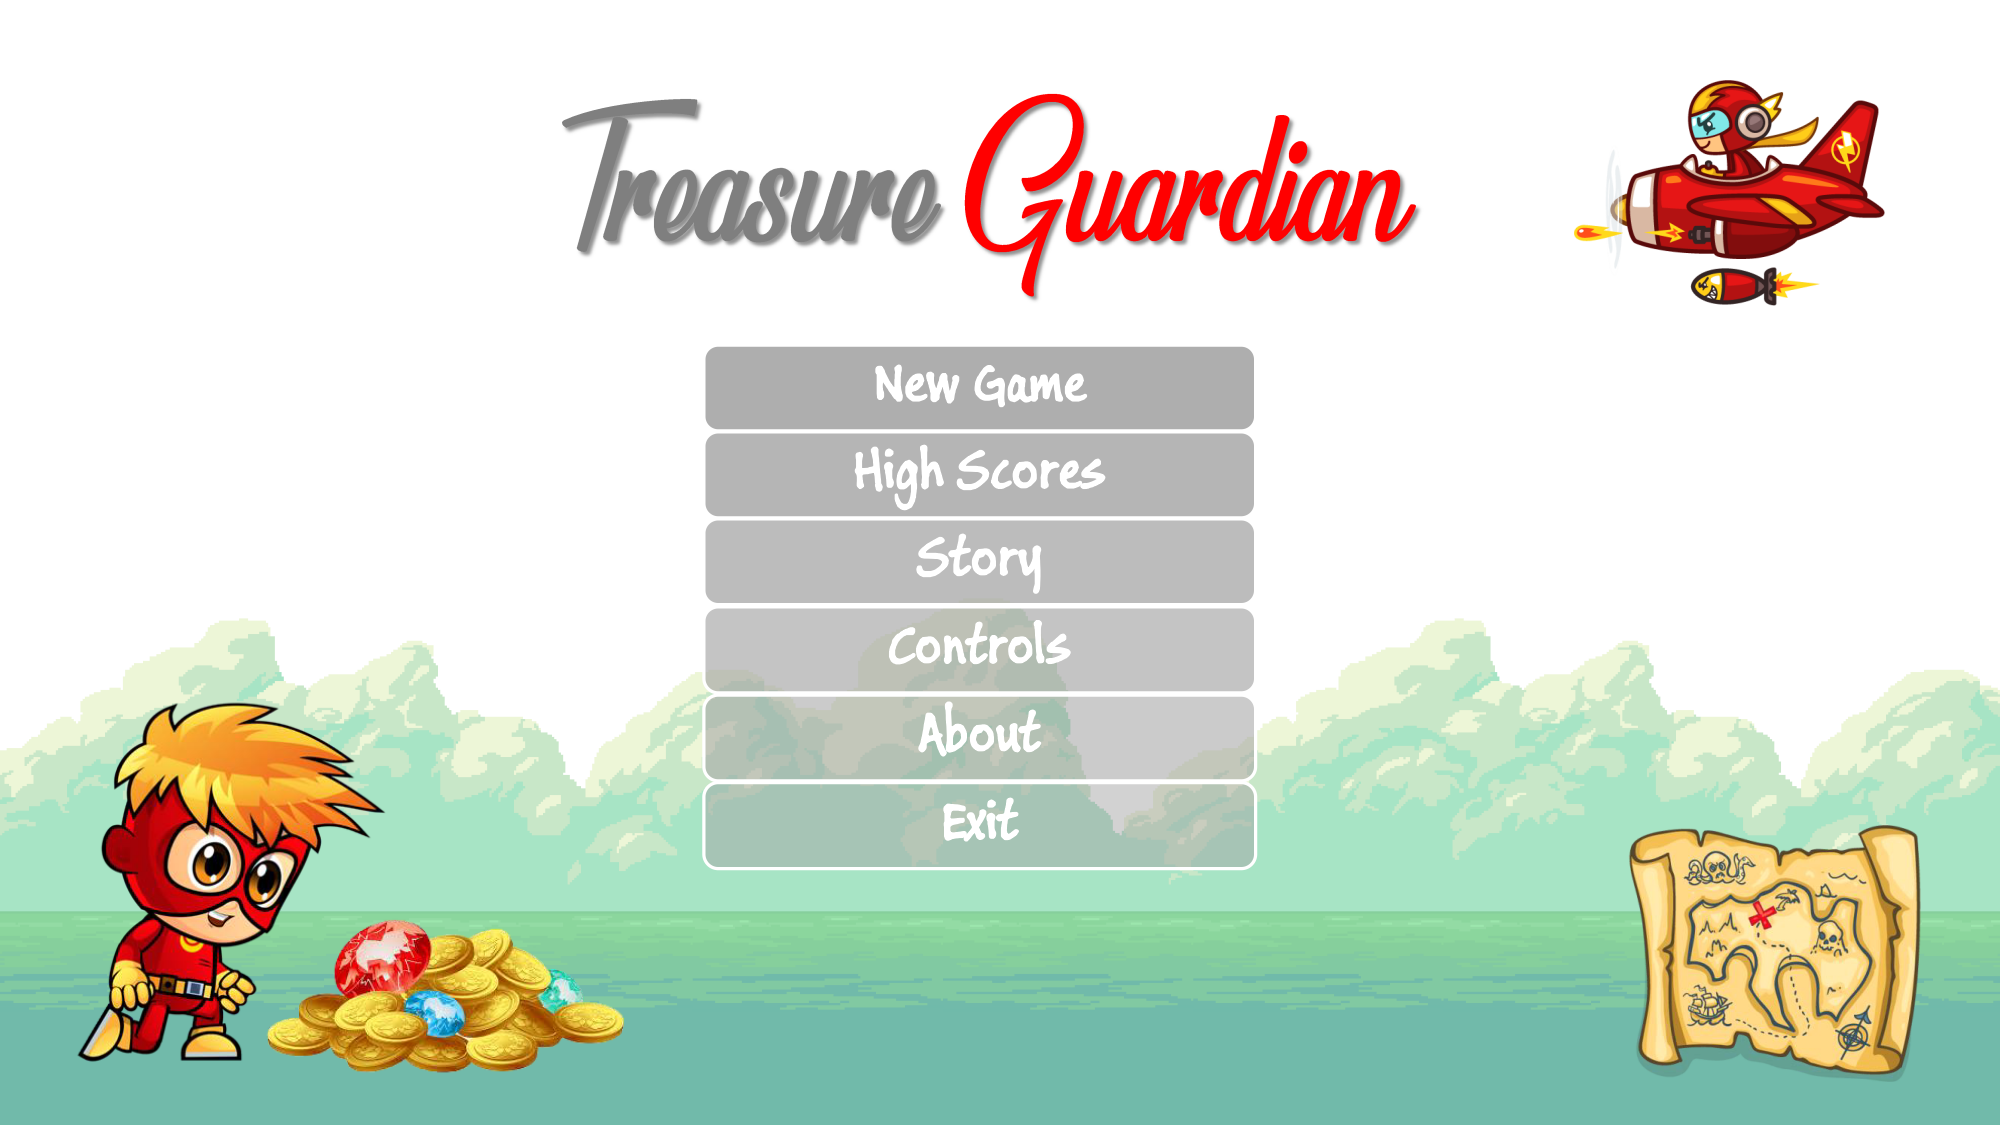 Treasure Guardian
New Game
High Scores
Story
Controls
About
Exit